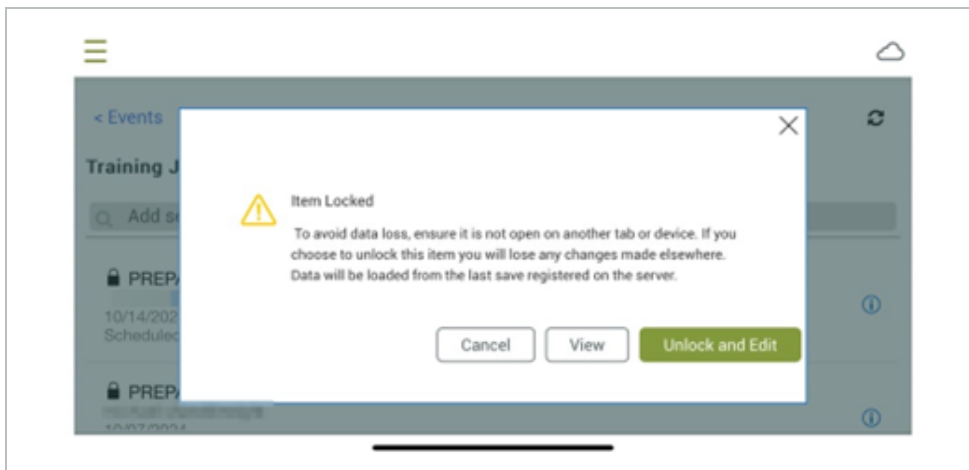 < Events
Training J
Add se
Item Locked
To avoid data loss, ensure it is not open on another tab or device. If you
choose to unlock this item you will lose any changes made elsewhere.
Data will be loaded from the last save registered on the server.
Cancel View Unlock and Edit
PREPA
10/14/202
Scheduled
PREPA
10/07/2024